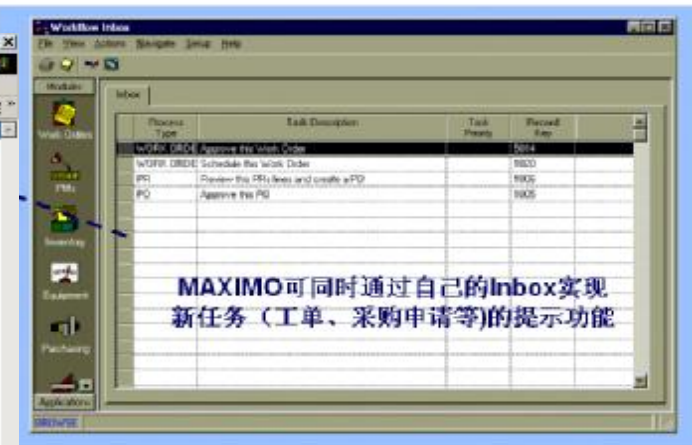 Workflow Inbox
File View Actions Navigate Setup Help
Modules
Inbox
Process Type
Task Description
Task Priority
Record Key
WORK ORDE Approve this Work Order
WORK ORDE Schedule this Work Order
PR Review this PRs lines and create a PO
PO Approve this PO
Work Orders
PMs
Inventory
Equipment
Purchasing
Applications
BROWSE
MAXIMO可同时通过自己的Inbox实现
新任务（工单、采购申请等)的提示功能